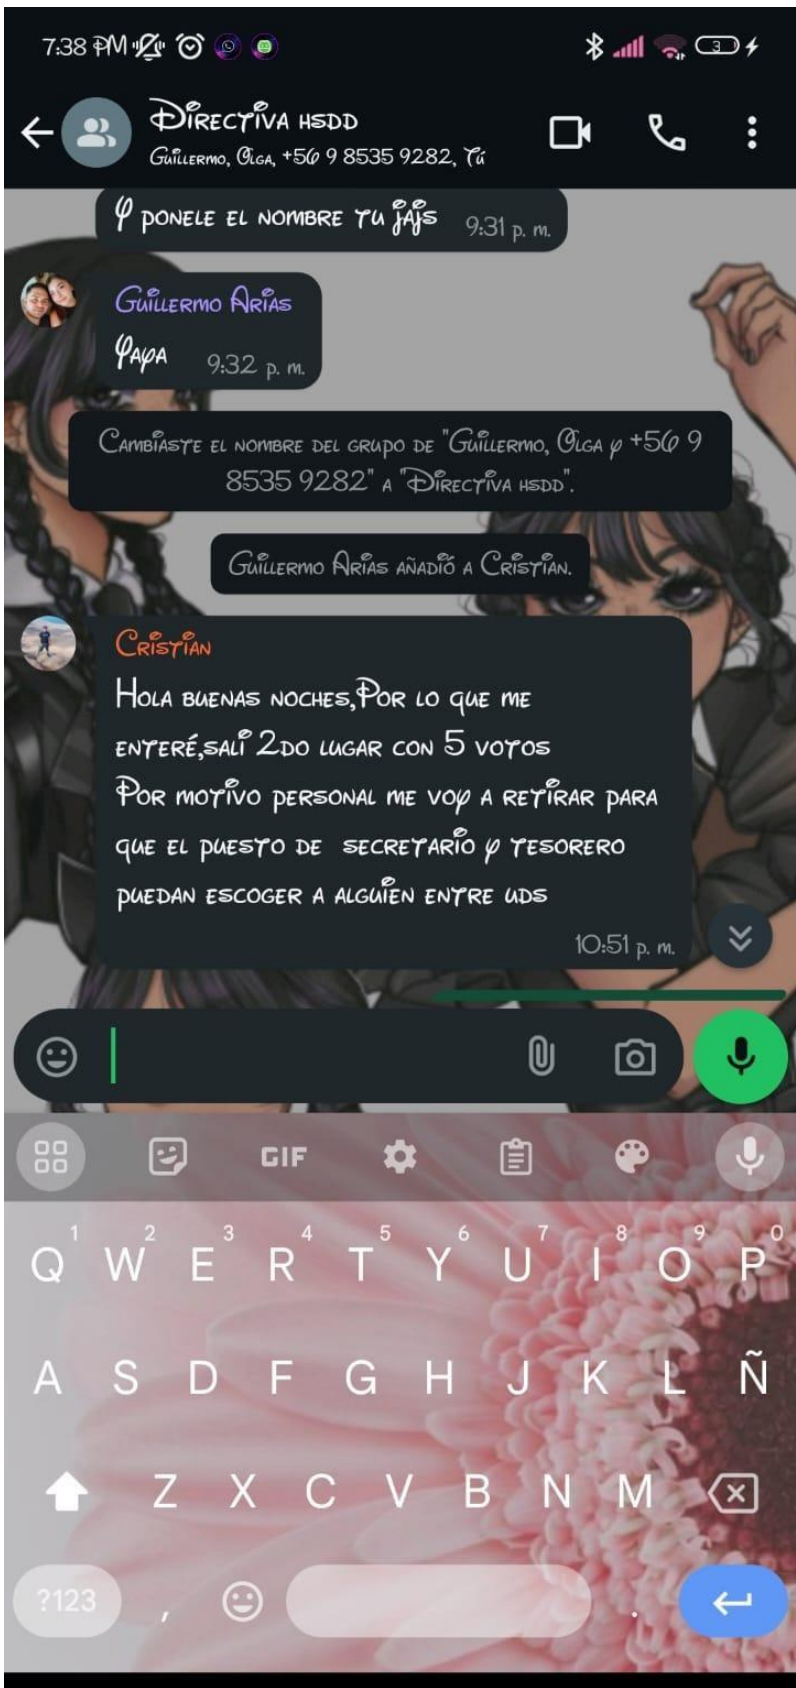 7:38 PM
3
Directiva hsdd
Guillermo, Olga, +56 9 8535 9282, Tú
Y ponele el nombre tu jajs 9:31 p. m.
Guillermo Arias
Yaya 9:32 p. m.
Cambiaste el nombre del grupo de "Guillermo, Olga y +56 9
8535 9282" a "Directiva hsdd".
Guillermo Arias añadió a Cristian.
Cristian
Hola buenas noches,Por lo que me
enteré,salí 2do lugar con 5 votos
Por motivo personal me voy a retirar para
que el puesto de secretario y tesorero
puedan escoger a alguien entre uds
10:51 p. m.
GIF
1 2 3 4 5 6 7 8 9 0
Q W E R T Y U I O P
A S D F G H J K L Ñ
Z X C V B N M
?123 , .